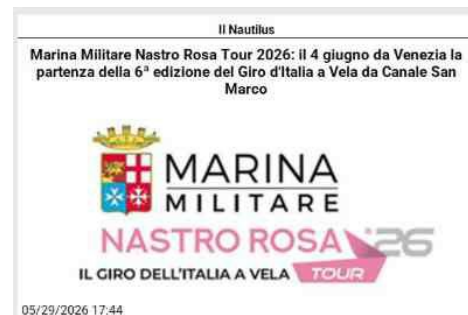 Il Nautilus
Marina Militare Nastro Rosa Tour 2026: il 4 giugno da Venezia la
partenza della 6ª edizione del Giro d'Italia a Vela da Canale San
Marco
MARINA
MILITARE
NASTRO ROSA '26
IL GIRO DELL'ITALIA A VELA TOUR
05/29/2026 17:44